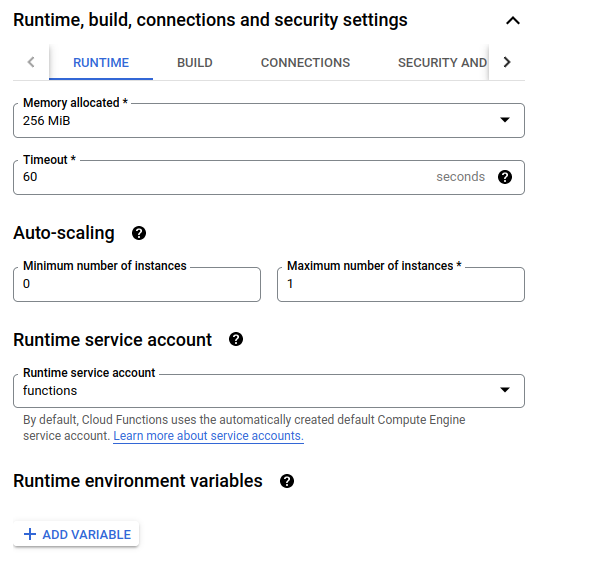 Runtime, build, connections and security settings
RUNTIME BUILD CONNECTIONS SECURITY AND
Memory allocated *
256 MiB
Timeout *
60 seconds
Auto-scaling
Minimum number of instances Maximum number of instances *
0 1
Runtime service account
Runtime service account
functions
By default, Cloud Functions uses the automatically created default Compute Engine
service account. Learn more about service accounts.
Runtime environment variables
ADD VARIABLE